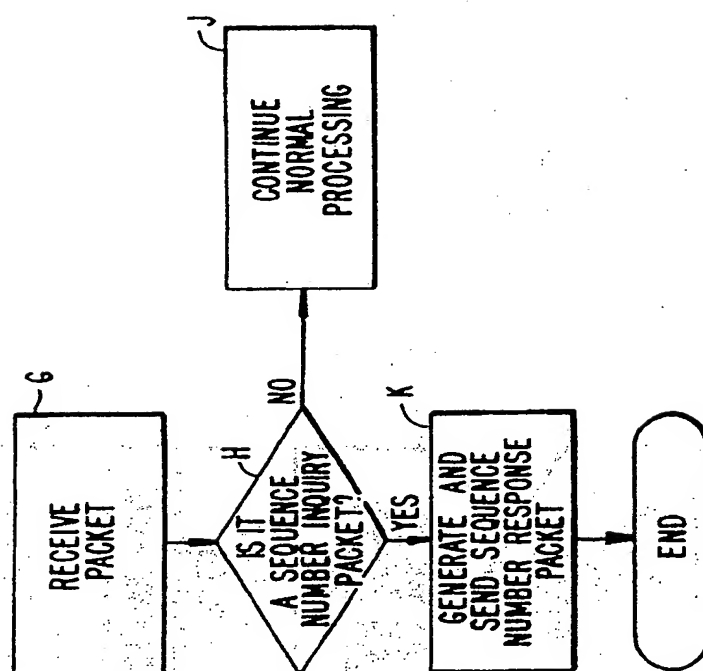 G
RECEIVE
PACKET
H
IS IT
A SEQUENCE
NUMBER INQUIRY
PACKET?
NO
J
CONTINUE
NORMAL
PROCESSING
YES
K
GENERATE AND
SEND SEQUENCE
NUMBER RESPONSE
PACKET
END